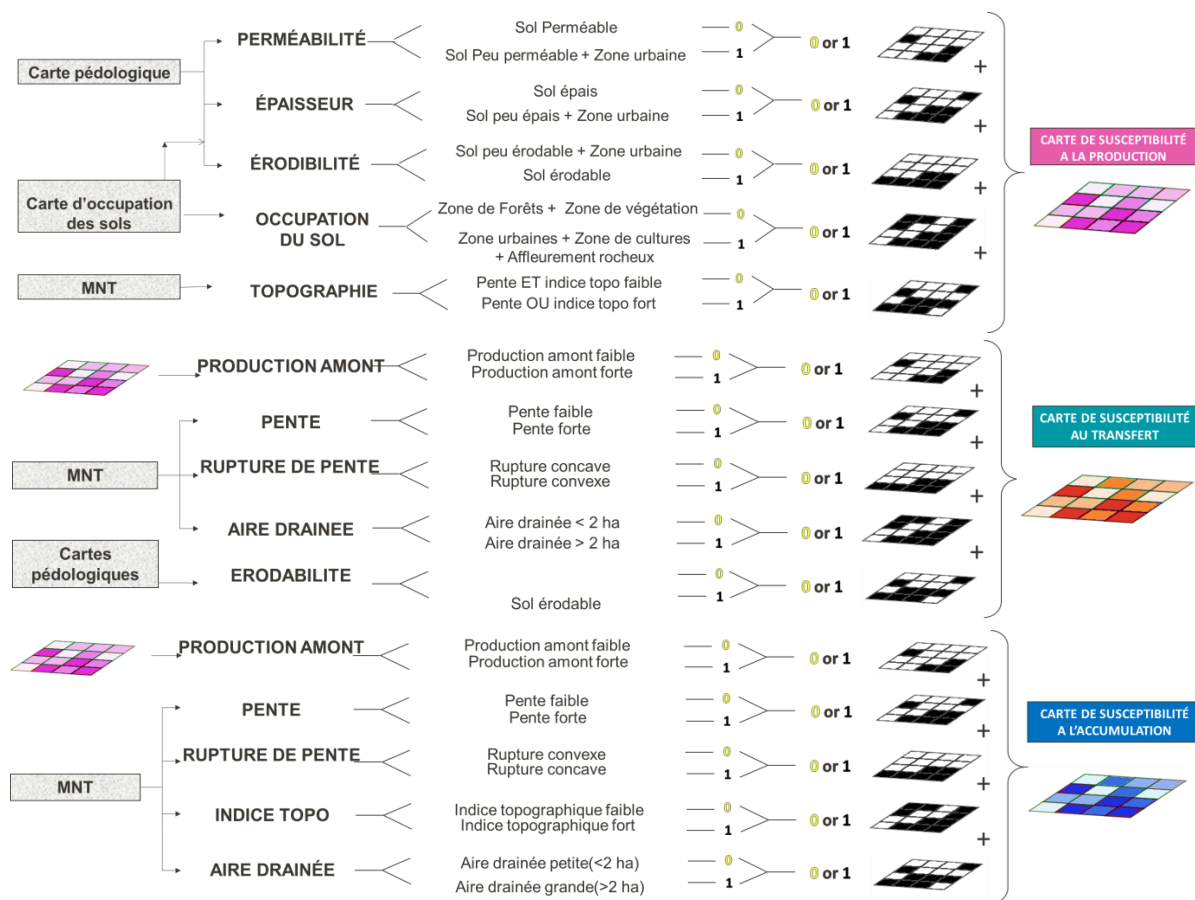 PERMÉABILITÉ
Sol Perméable
0
Sol Peu perméable + Zone urbaine
1
0 or 1
+
Carte pédologique
ÉPAISSEUR
Sol épais
0
Sol peu épais + Zone urbaine
1
0 or 1
+
ÉRODIBILITÉ
Sol peu érodable + Zone urbaine
0
Sol érodable
1
0 or 1
+
Carte d'occupation
des sols
OCCUPATION
DU SOL
Zone de Forêts + Zone de végétation
0
Zone urbaines + Zone de cultures
+ Affleurement rocheux
1
0 or 1
+
MNT
TOPOGRAPHIE
Pente ET indice topo faible
0
Pente OU indice topo fort
1
0 or 1
CARTE DE SUSCEPTIBILITÉ
A LA PRODUCTION
PRODUCTION AMONT
Production amont faible
0
Production amont forte
1
0 or 1
+
PENTE
Pente faible
0
Pente forte
1
0 or 1
+
MNT
RUPTURE DE PENTE
Rupture concave
0
Rupture convexe
1
0 or 1
+
AIRE DRAINEE
Aire drainée < 2 ha
0
Aire drainée > 2 ha
1
0 or 1
+
Cartes
pédologiques
ERODABILITE
0
Sol érodable
1
0 or 1
CARTE DE SUSCEPTIBILITÉ
AU TRANSFERT
PRODUCTION AMONT
Production amont faible
0
Production amont forte
1
0 or 1
+
PENTE
Pente faible
0
Pente forte
1
0 or 1
+
RUPTURE DE PENTE
Rupture convexe
0
Rupture concave
1
0 or 1
+
MNT
INDICE TOPO
Indice topographique faible
0
Indice topographique fort
1
0 or 1
+
AIRE DRAINÉE
Aire drainée petite(<2 ha)
0
Aire drainée grande(>2 ha)
1
0 or 1
CARTE DE SUSCEPTIBILITÉ
A L'ACCUMULATION